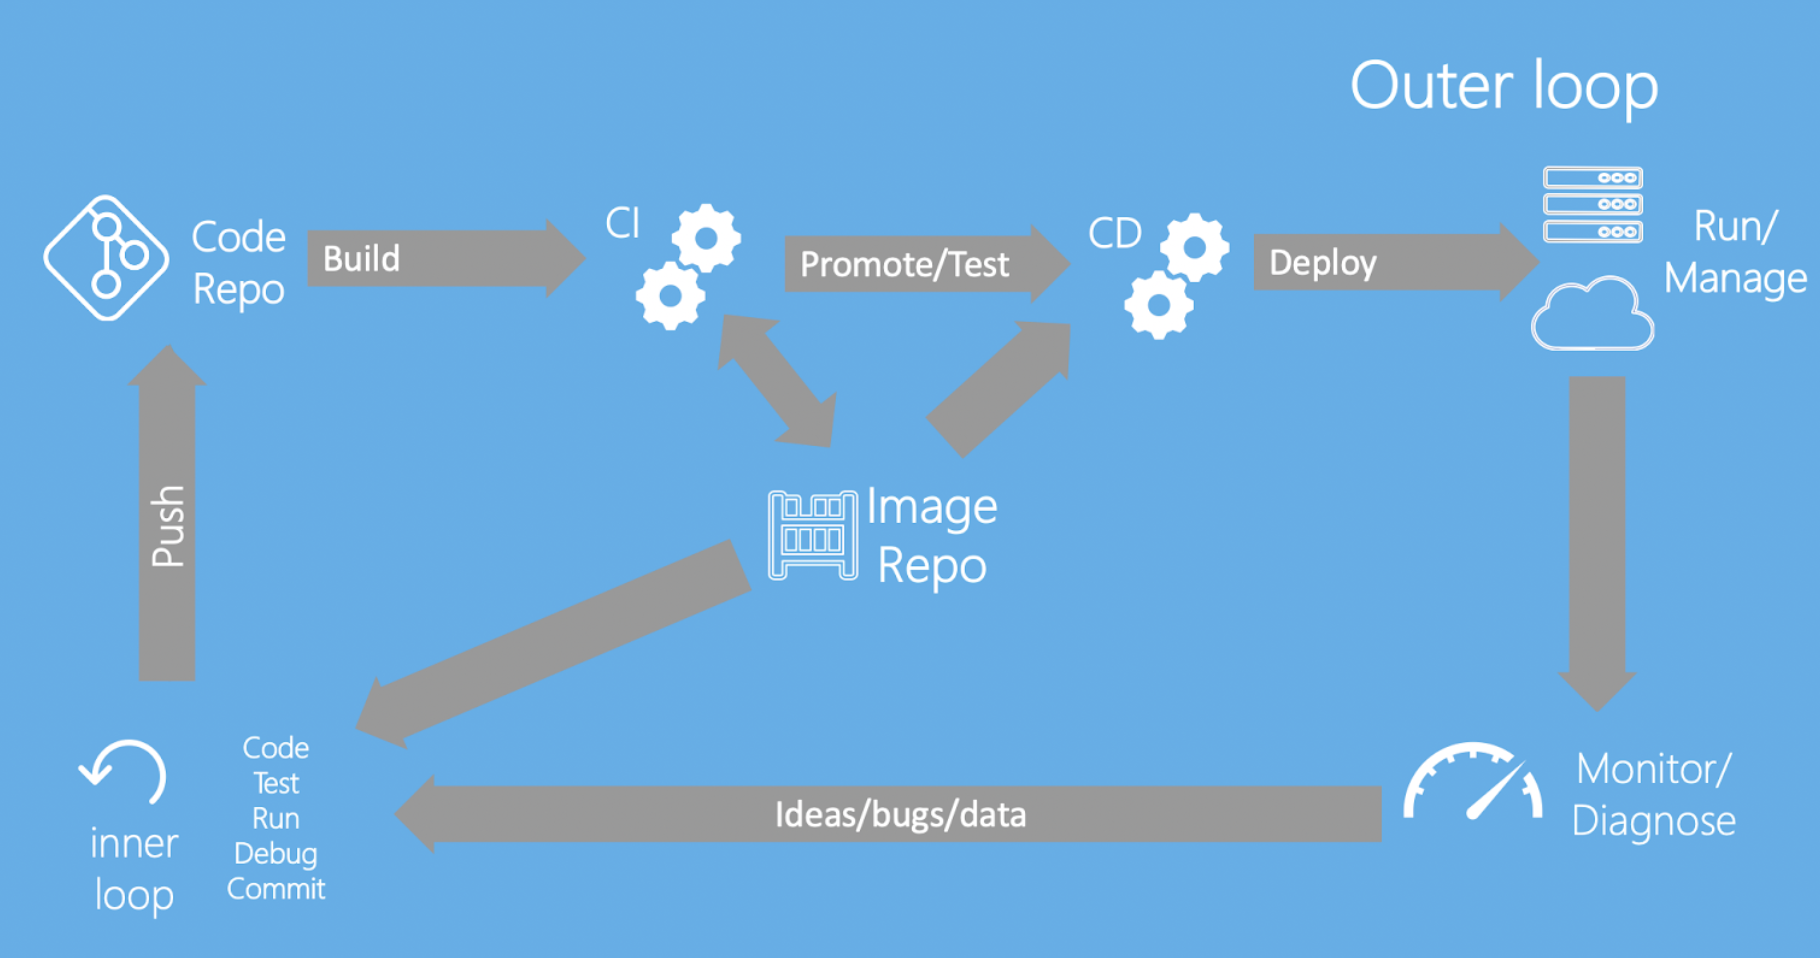 Outer loop
Code
Repo
Build
CI
Promote/Test
CD
Deploy
Run/
Manage
Push
Image
Repo
inner
loop
Code
Test
Run
Debug
Commit
Ideas/bugs/data
Monitor/
Diagnose